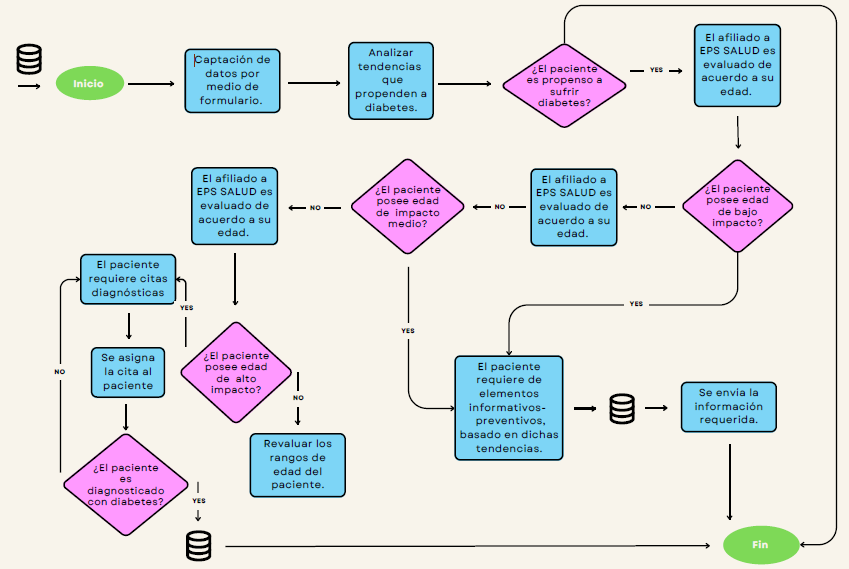 Inicio
Captación de
datos por
medio de
formulario.
Analizar
tendencias
que
propenden a
diabetes.
¿El paciente
es propenso a
sufrir
diabetes?
YES
El afiliado a
EPS SALUD es
evaluado de
acuerdo a su
edad.
¿El paciente
posee edad
de bajo
impacto?
NO
El afiliado a
EPS SALUD es
evaluado de
acuerdo a su
edad.
NO
¿El paciente
posee edad
de impacto
medio?
NO
El afiliado a
EPS SALUD es
evaluado de
acuerdo a su
edad.
El paciente
requiere citas
diagnósticas
YES
YES
YES
NO
Se asigna
la cita al
paciente
¿El paciente
posee edad
de alto
impacto?
NO
El paciente
requiere de
elementos
informativos-
preventivos,
basado en dichas
tendencias.
Se envia la
información
requerida.
Revaluar los
rangos de
edad del
paciente.
¿El paciente
es
diagnosticado
con diabetes?
YES
Fin